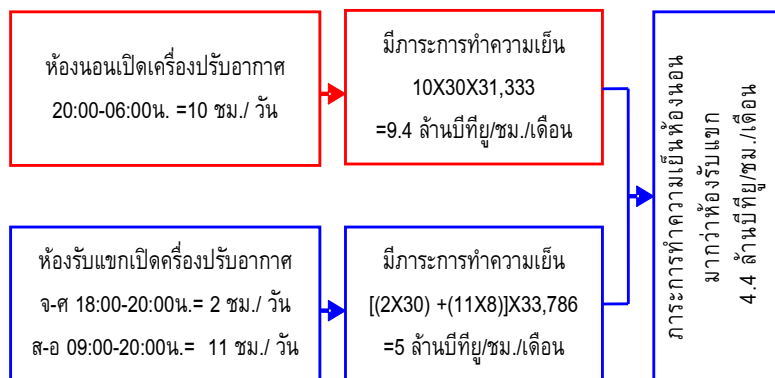 ห้องนอนเปิดเครื่องปรับอากาศ
20:00-06:00น. =10 ชม./ วัน
มีภาระการทำความเย็น
10X30X31,333
=9.4 ล้านบีทียู/ชม./เดือน
ห้องรับแขกเปิดครื่องปรับอากาศ
จ-ศ 18:00-20:00น.= 2 ชม./ วัน
ส-อ 09:00-20:00น.= 11 ชม./ วัน
มีภาระการทำความเย็น
[(2X30) +(11X8)]X33,786
=5 ล้านบีทียู/ชม./เดือน
ภาระการทำความเย็นห้องนอน
มากว่าห้องรับแขก
4.4 ล้านบีทียู/ชม./เดือน